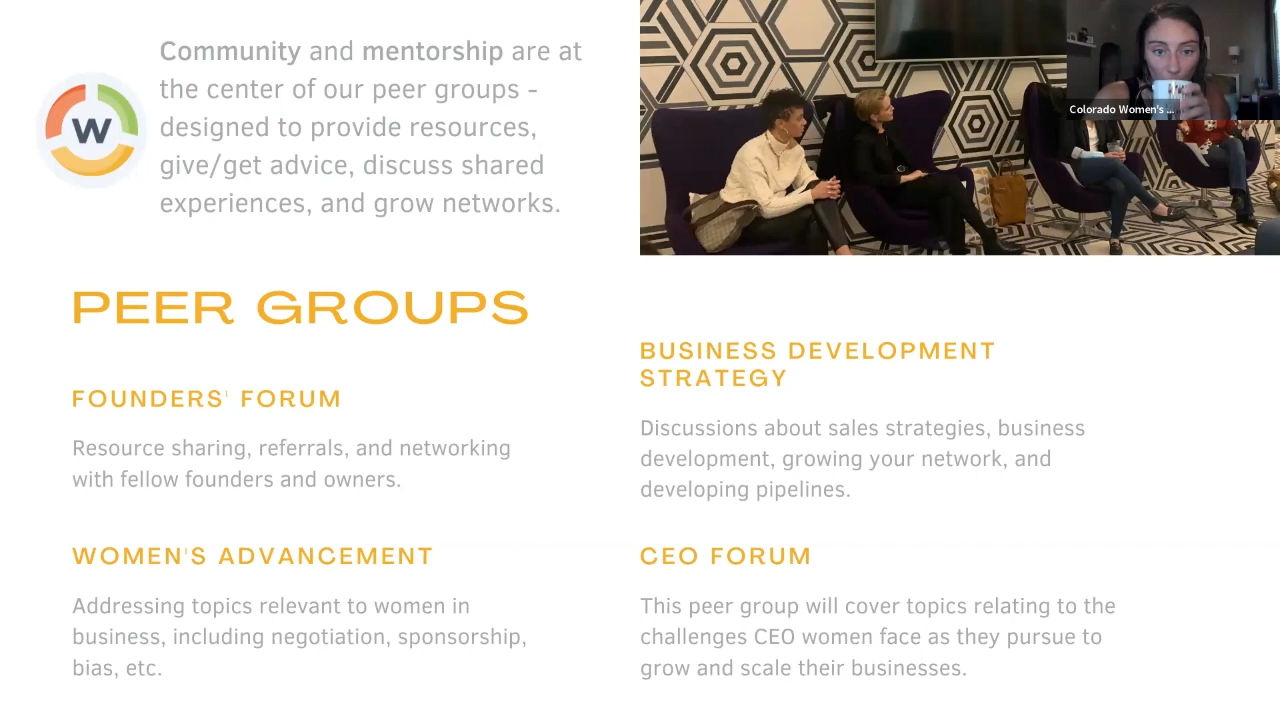 Community and mentorship are at
the center of our peer groups -
designed to provide resources,
give/get advice, discuss shared
experiences, and grow networks.
W
Colorado Women's ...
PEER GROUPS
FOUNDERS' FORUM
Resource sharing, referrals, and networking
with fellow founders and owners.
BUSINESS DEVELOPMENT
STRATEGY
Discussions about sales strategies, business
development, growing your network, and
developing pipelines.
WOMEN'S ADVANCEMENT
Addressing topics relevant to women in
business, including negotiation, sponsorship,
bias, etc.
CEO FORUM
This peer group will cover topics relating to the
challenges CEO women face as they pursue to
grow and scale their businesses.